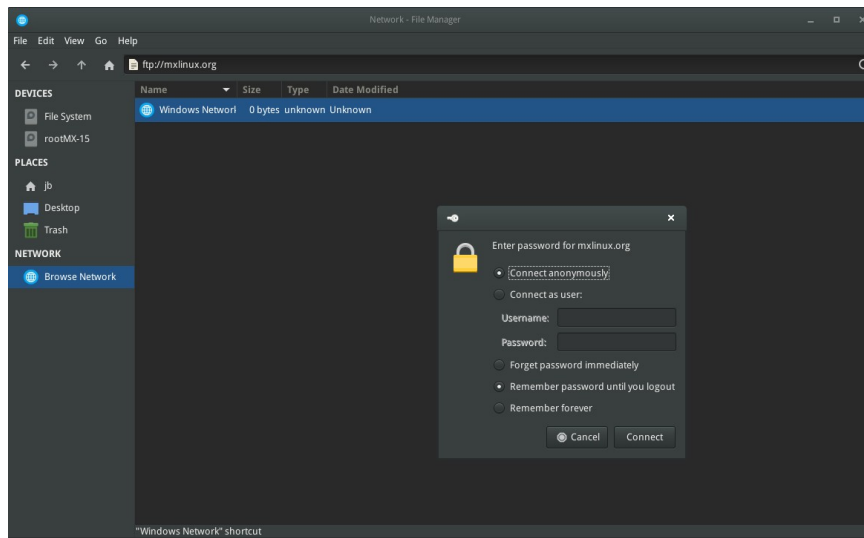 Network - File Manager
File Edit View Go Help
ftp://mxlinux.org
DEVICES
File System
rootMX-15
PLACES
jb
Desktop
Trash
NETWORK
Browse Network
Name Size Type Date Modified
Windows Network 0 bytes unknown Unknown
Enter password for mxlinux.org
Connect anonymously
Connect as user:
Username:
Password:
Forget password immediately
Remember password until you logout
Remember forever
Cancel Connect
"Windows Network" shortcut